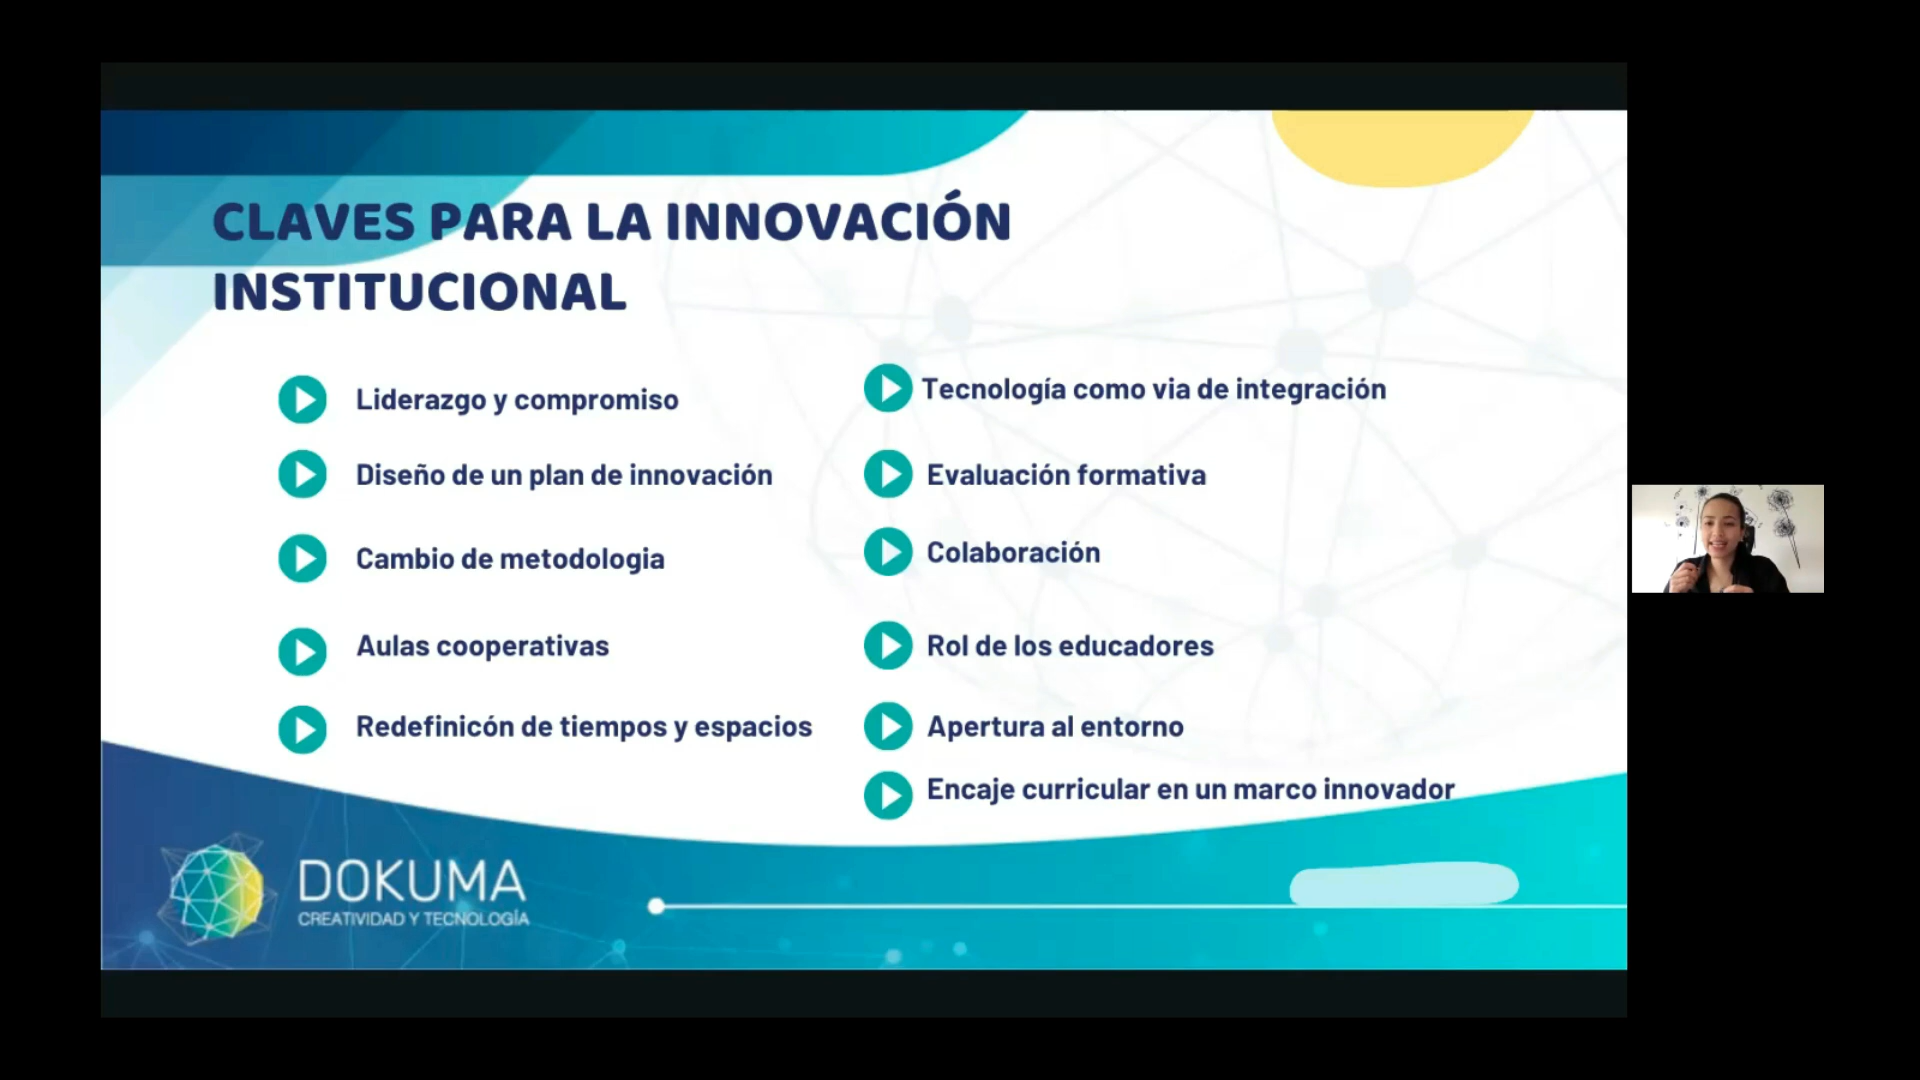 CLAVES PARA LA INNOVACIÓN
INSTITUCIONAL
Liderazgo y compromiso
Diseño de un plan de innovación
Cambio de metodologia
Aulas cooperativas
Redefinicón de tiempos y espacios
Tecnología como via de integración
Evaluación formativa
Colaboración
Rol de los educadores
Apertura al entorno
Encaje curricular en un marco innovador
DOKUMA
CREATIVIDAD Y TECNOLOGÍA